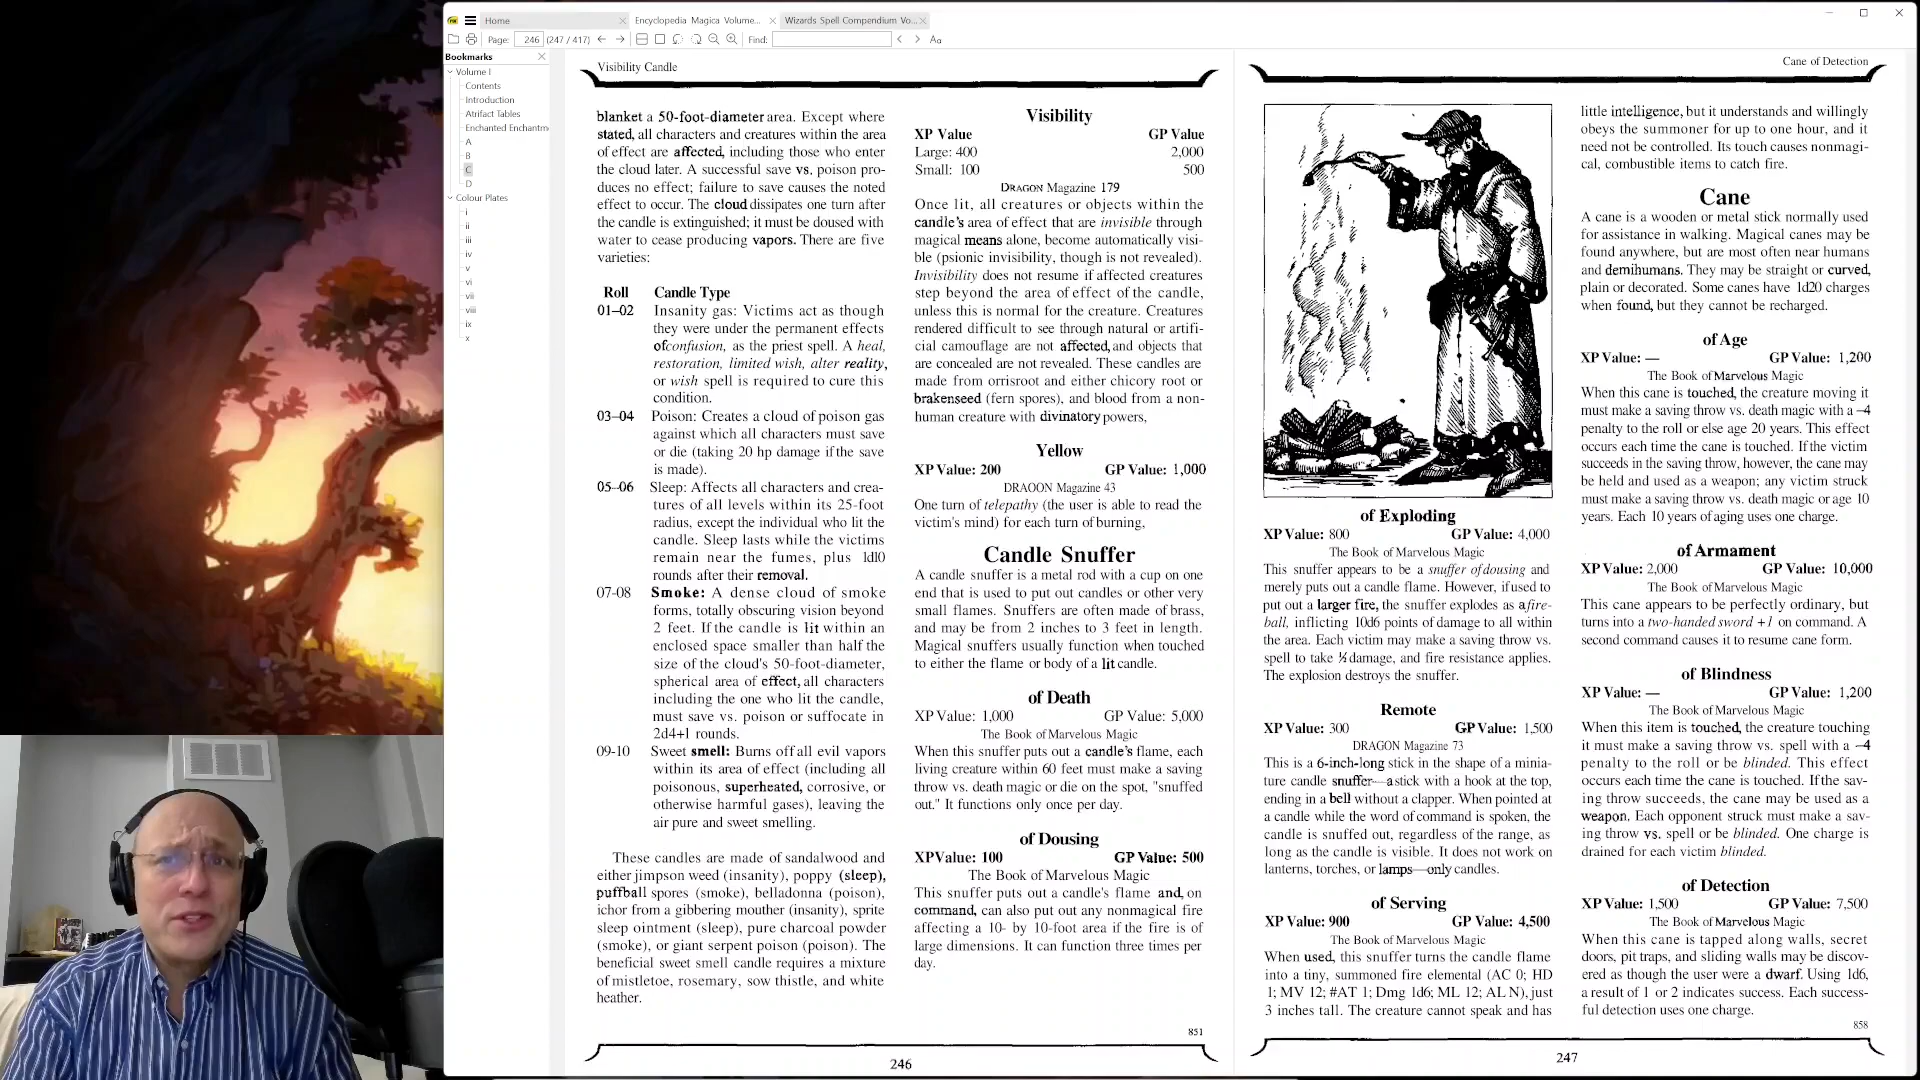 Home
Encyclopedia Magica Volume...
Wizards Spell Compendium Vo...
Page: 246 (247 / 417)
Find:
Aa
Bookmarks
Volume I
Contents
Introduction
Atrifact Tables
Enchanted Enchantm
A
B
C
D
Colour Plates
i
ii
iii
iv
v
vi
vii
viii
ix
x
Visibility Candle
blanket a 50-foot-diameter area. Except where
stated, all characters and creatures within the area
of effect are affected, including those who enter
the cloud later. A successful save vs. poison pro-
duces no effect; failure to save causes the noted
effect to occur. The cloud dissipates one turn after
the candle is extinguished; it must be doused with
water to cease producing vapors. There are five
varieties:
Roll Candle Type
01–02 Insanity gas: Victims act as though
they were under the permanent effects
of confusion, as the priest spell. A heal,
restoration, limited wish, alter reality,
or wish spell is required to cure this
condition.
03–04 Poison: Creates a cloud of poison gas
against which all characters must save
or die (taking 20 hp damage if the save
is made).
05–06 Sleep: Affects all characters and crea-
tures of all levels within its 25-foot
radius, except the individual who lit the
candle. Sleep lasts while the victims
remain near the fumes, plus 1d10
rounds after their removal.
07-08 Smoke: A dense cloud of smoke
forms, totally obscuring vision beyond
2 feet. If the candle is lit within an
enclosed space smaller than half the
size of the cloud's 50-foot-diameter,
spherical area of effect, all characters
including the one who lit the candle,
must save vs. poison or suffocate in
2d4+1 rounds.
09-10 Sweet smell: Burns off all evil vapors
within its area of effect (including all
poisonous, superheated, corrosive, or
otherwise harmful gases), leaving the
air pure and sweet smelling.
These candles are made of sandalwood and
either jimpson weed (insanity), poppy (sleep),
puffball spores (smoke), belladonna (poison),
ichor from a gibbering mouther (insanity), sprite
sleep ointment (sleep), pure charcoal powder
(smoke), or giant serpent poison (poison). The
beneficial sweet smell candle requires a mixture
of mistletoe, rosemary, sow thistle, and white
heather.
Visibility
XP Value GP Value
Large: 400 2,000
Small: 100 500
DRAGON Magazine 179
Once lit, all creatures or objects within the
candle's area of effect that are invisible through
magical means alone, become automatically visi-
ble (psionic invisibility, though is not revealed).
Invisibility does not resume if affected creatures
step beyond the area of effect of the candle,
unless this is normal for the creature. Creatures
rendered difficult to see through natural or artifi-
cial camouflage are not affected, and objects that
are concealed are not revealed. These candles are
made from orrisroot and either chicory root or
brakenseed (fern spores), and blood from a non-
human creature with divinatory powers,
Yellow
XP Value: 200 GP Value: 1,000
DRAOON Magazine 43
One turn of telepathy (the user is able to read the
victim's mind) for each turn of burning,
Candle Snuffer
A candle snuffer is a metal rod with a cup on one
end that is used to put out candles or other very
small flames. Snuffers are often made of brass,
and may be from 2 inches to 3 feet in length.
Magical snuffers usually function when touched
to either the flame or body of a lit candle.
of Death
XP Value: 1,000 GP Value: 5,000
The Book of Marvelous Magic
When this snuffer puts out a candle's flame, each
living creature within 60 feet must make a saving
throw vs. death magic or die on the spot, "snuffed
out." It functions only once per day.
of Dousing
XP Value: 100 GP Value: 500
The Book of Marvelous Magic
This snuffer puts out a candle's flame and, on
command, can also put out any nonmagical fire
affecting a 10- by 10-foot area if the fire is of
large dimensions. It can function three times per
day.
851
246
Cane of Detection
of Exploding
XP Value: 800 GP Value: 4,000
The Book of Marvelous Magic
This snuffer appears to be a snuffer of dousing and
merely puts out a candle flame. However, if used to
put out a larger fire, the snuffer explodes as a fire-
ball, inflicting 10d6 points of damage to all within
the area. Each victim may make a saving throw vs.
spell to take ½ damage, and fire resistance applies.
The explosion destroys the snuffer.
Remote
XP Value: 300 GP Value: 1,500
DRAGON Magazine 73
This is a 6-inch-long stick in the shape of a minia-
ture candle snuffer—a stick with a hook at the top,
ending in a bell without a clapper. When pointed at
a candle while the word of command is spoken, the
candle is snuffed out, regardless of the range, as
long as the candle is visible. It does not work on
lanterns, torches, or lamps—only candles.
of Serving
XP Value: 900 GP Value: 4,500
The Book of Marvelous Magic
When used, this snuffer turns the candle flame
into a tiny, summoned fire elemental (AC 0; HD
1; MV 12; #AT 1; Dmg 1d6; ML 12; AL N), just
3 inches tall. The creature cannot speak and has
little intelligence, but it understands and willingly
obeys the summoner for up to one hour, and it
need not be controlled. Its touch causes nonmagi-
cal, combustible items to catch fire.
Cane
A cane is a wooden or metal stick normally used
for assistance in walking. Magical canes may be
found anywhere, but are most often near humans
and demihumans. They may be straight or curved,
plain or decorated. Some canes have 1d20 charges
when found, but they cannot be recharged.
of Age
XP Value: — GP Value: 1,200
The Book of Marvelous Magic
When this cane is touched, the creature moving it
must make a saving throw vs. death magic with a –4
penalty to the roll or else age 20 years. This effect
occurs each time the cane is touched. If the victim
succeeds in the saving throw, however, the cane may
be held and used as a weapon; any victim struck
must make a saving throw vs. death magic or age 10
years. Each 10 years of aging uses one charge.
of Armament
XP Value: 2,000 GP Value: 10,000
The Book of Marvelous Magic
This cane appears to be perfectly ordinary, but
turns into a two-handed sword +1 on command. A
second command causes it to resume cane form.
of Blindness
XP Value: — GP Value: 1,200
The Book of Marvelous Magic
When this item is touched, the creature touching
it must make a saving throw vs. spell with a –4
penalty to the roll or be blinded. This effect
occurs each time the cane is touched. If the sav-
ing throw succeeds, the cane may be used as a
weapon. Each opponent struck must make a sav-
ing throw vs. spell or be blinded. One charge is
drained for each victim blinded.
of Detection
XP Value: 1,500 GP Value: 7,500
The Book of Marvelous Magic
When this cane is tapped along walls, secret
doors, pit traps, and sliding walls may be discov-
ered as though the user were a dwarf. Using 1d6,
a result of 1 or 2 indicates success. Each success-
ful detection uses one charge.
858
247